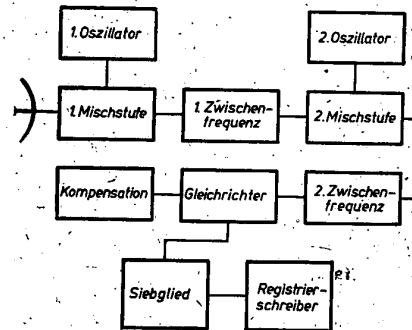 1. Oszillator
2. Oszillator
1. Mischstufe
1. Zwischen-
frequenz
2. Mischstufe
Kompensation
Gleichrichter
2. Zwischen-
frequenz
Siebglied
Registrier-
schreiber